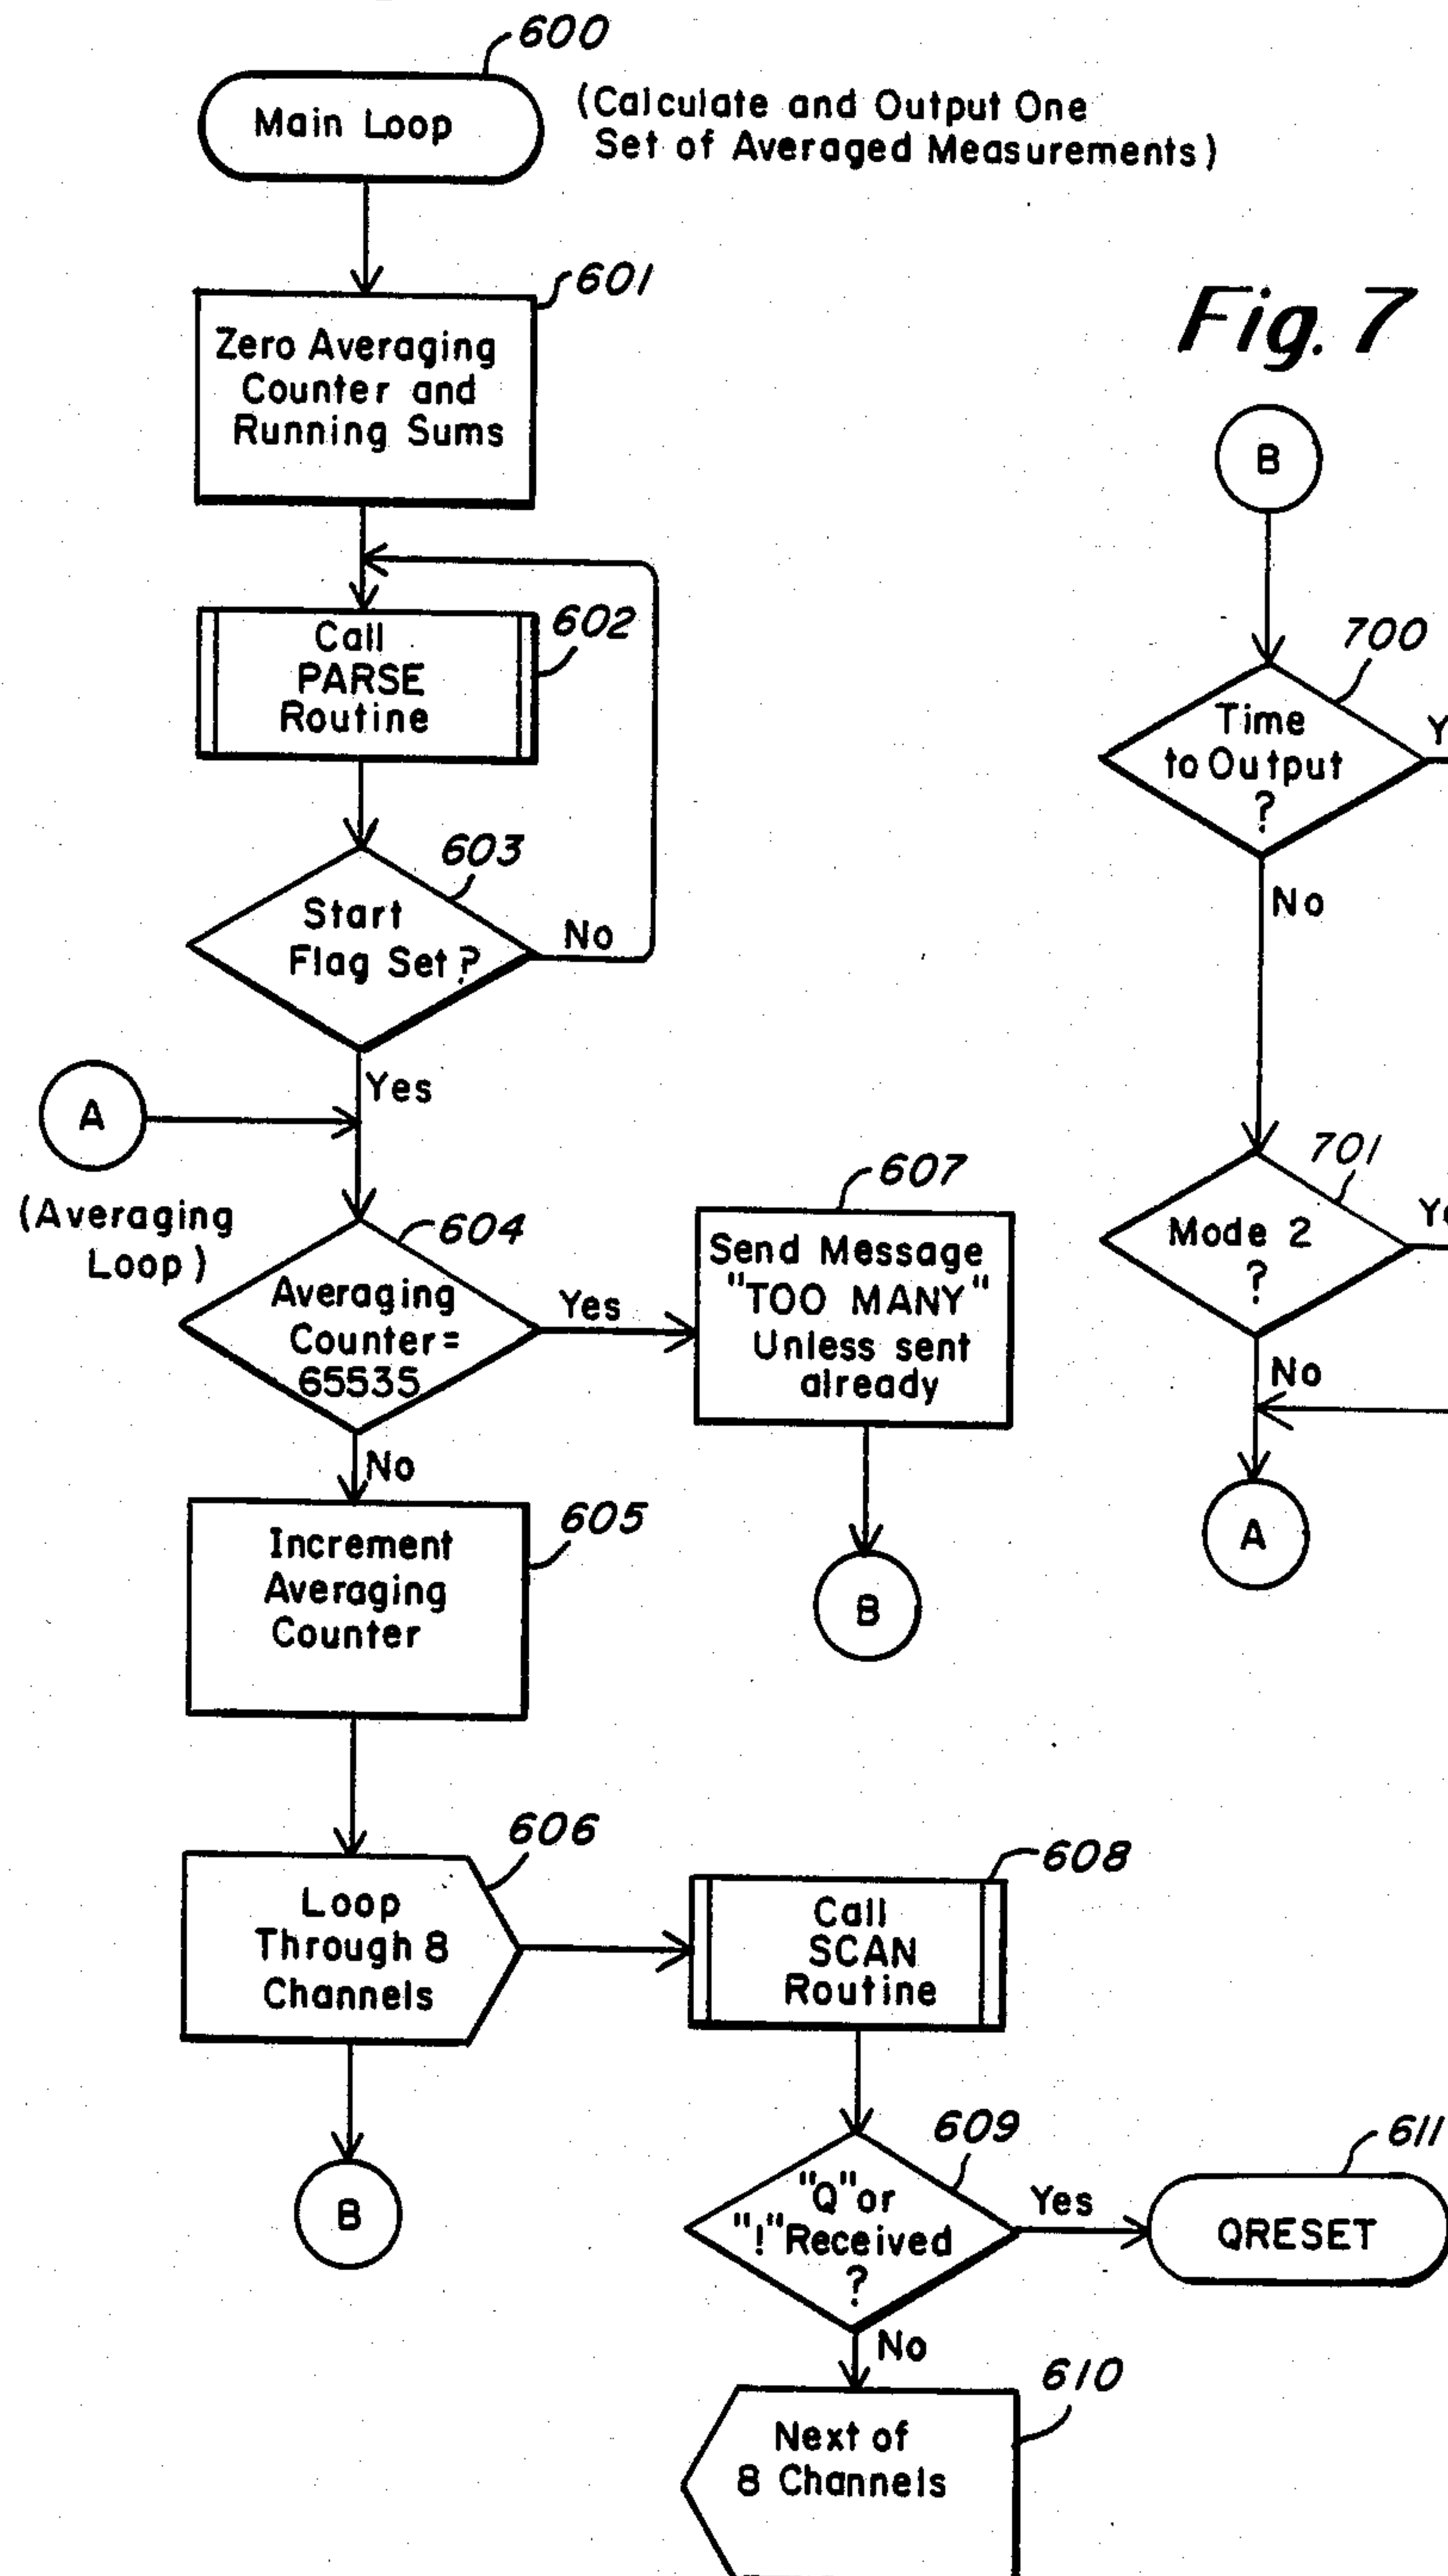 600
Main Loop
(Calculate and Output One
Set of Averaged Measurements)
601
Zero Averaging
Counter and
Running Sums
602
Call
PARSE
Routine
603
Start
Flag Set?
No
Yes
A
(Averaging
Loop)
604
Averaging
Counter=
65535
Yes
No
607
Send Message
"TOO MANY"
Unless sent
already
B
605
Increment
Averaging
Counter
606
Loop
Through 8
Channels
B
608
Call
SCAN
Routine
609
"Q" or
"!" Received
?
Yes
611
QRESET
No
610
Next of
8 Channels
Fig. 7
B
700
Time
to Output
?
No
701
Mode 2
?
No
A